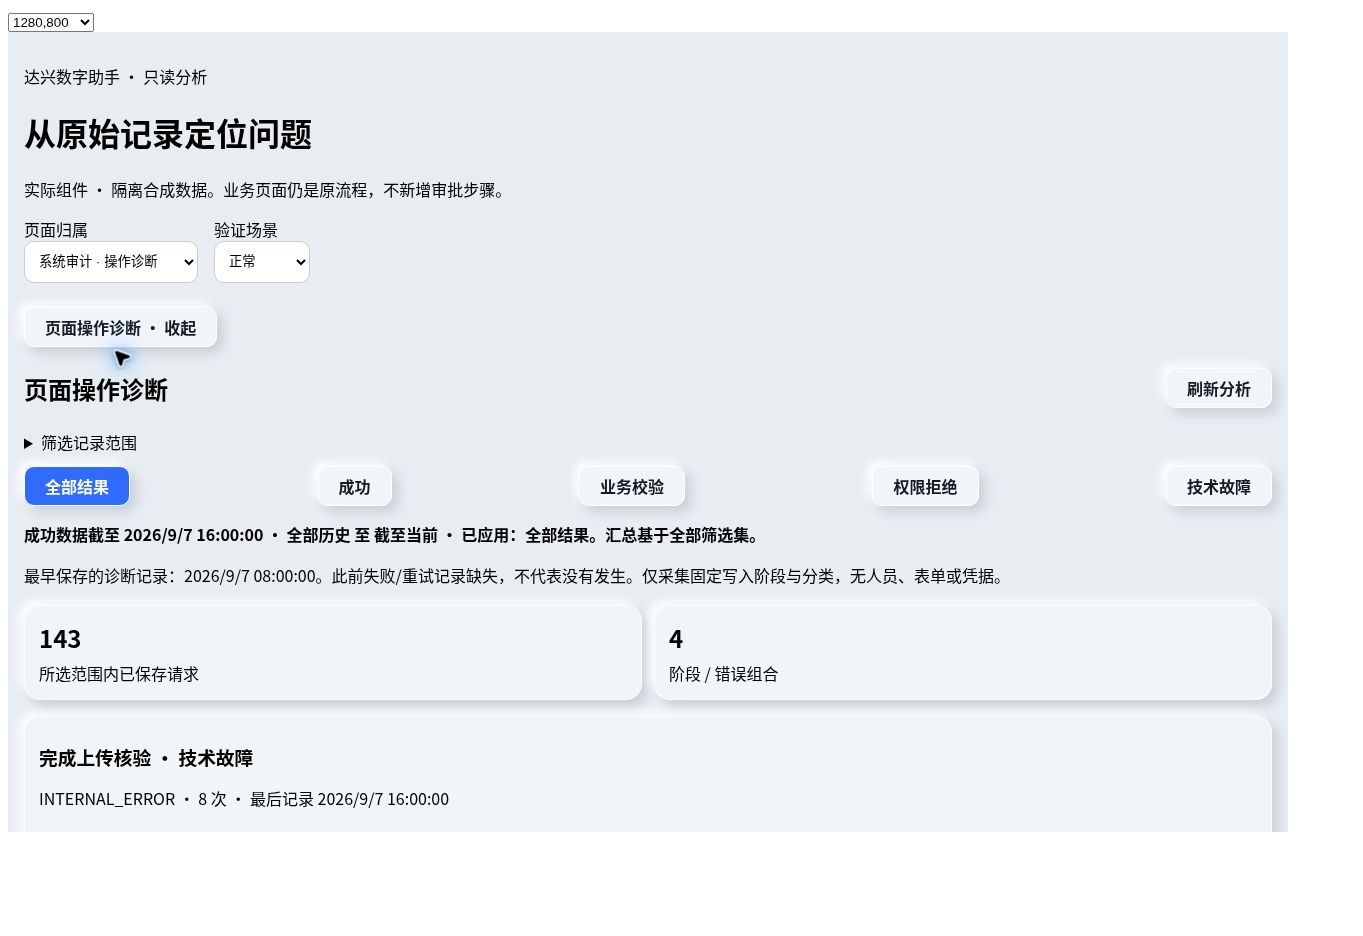 1280,800
达兴数字助手 · 只读分析
从原始记录定位问题
实际组件 · 隔离合成数据。业务页面仍是原流程，不新增审批步骤。
页面归属 验证场景
系统审计 · 操作诊断 正常
页面操作诊断 · 收起
页面操作诊断 刷新分析
筛选记录范围
全部结果 成功 业务校验 权限拒绝 技术故障
成功数据截至 2026/9/7 16:00:00 · 全部历史 至 截至当前 · 已应用：全部结果。汇总基于全部筛选集。
最早保存的诊断记录：2026/9/7 08:00:00。此前失败/重试记录缺失，不代表没有发生。仅采集固定写入阶段与分类，无人员、表单或凭据。
143 4
所选范围内已保存请求 阶段 / 错误组合
完成上传核验 · 技术故障
INTERNAL_ERROR · 8 次 · 最后记录 2026/9/7 16:00:00